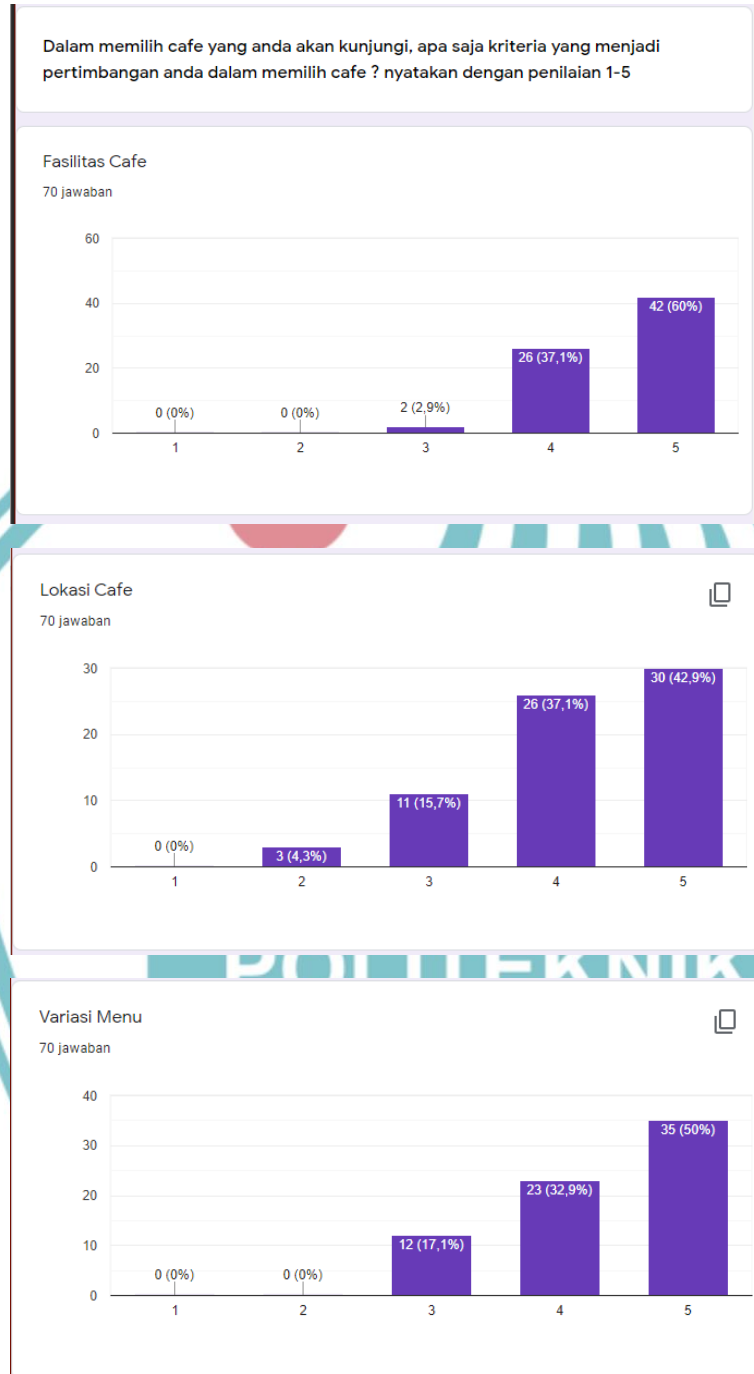 Dalam memilih cafe yang anda akan kunjungi, apa saja kriteria yang menjadi
pertimbangan anda dalam memilih cafe ? nyatakan dengan penilaian 1-5
Fasilitas Cafe
70 jawaban
60
40
20
0
0 (0%)
0 (0%)
2 (2,9%)
26 (37,1%)
42 (60%)
1 2 3 4 5
Lokasi Cafe
70 jawaban
30
20
10
0
0 (0%)
3 (4,3%)
11 (15,7%)
26 (37,1%)
30 (42,9%)
1 2 3 4 5
POLITEKNIK
Variasi Menu
70 jawaban
40
30
20
10
0
0 (0%)
0 (0%)
12 (17,1%)
23 (32,9%)
35 (50%)
1 2 3 4 5